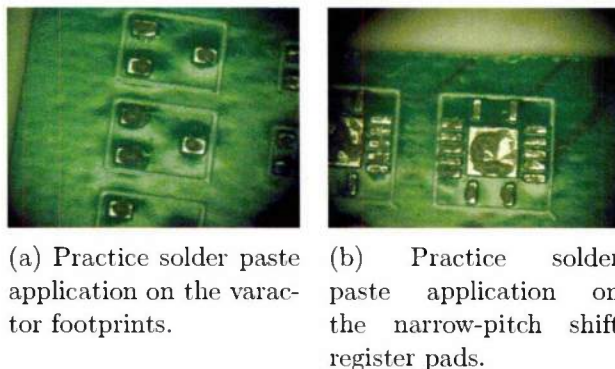 (a) Practice solder paste
application on the varac-
tor footprints.
(b) Practice solder
paste application on
the narrow-pitch shift
register pads.